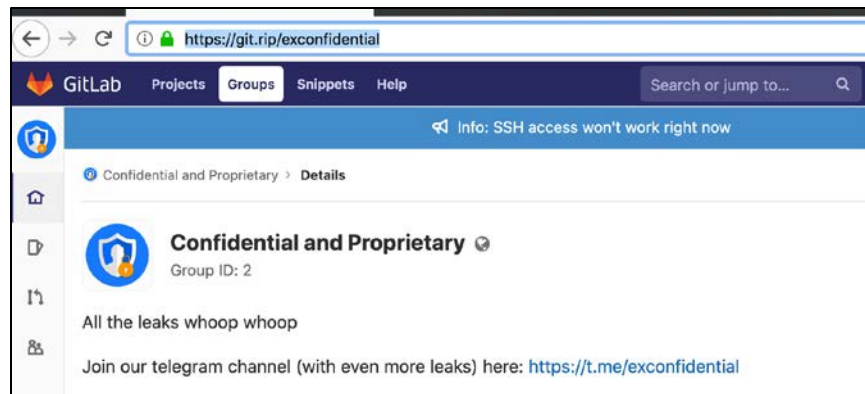 https://git.rip/exconfidential
GitLab Projects Groups Snippets Help Search or jump to...
Info: SSH access won't work right now
Confidential and Proprietary > Details
Confidential and Proprietary
Group ID: 2
All the leaks whoop whoop
Join our telegram channel (with even more leaks) here: https://t.me/exconfidential